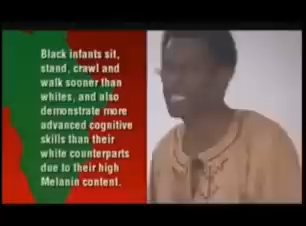 Black infants sit,
stand, crawl and
walk sooner than
whites, and also
demonstrate more
advanced cognitive
skills than their
white counterparts
due to their high
Melanin content.